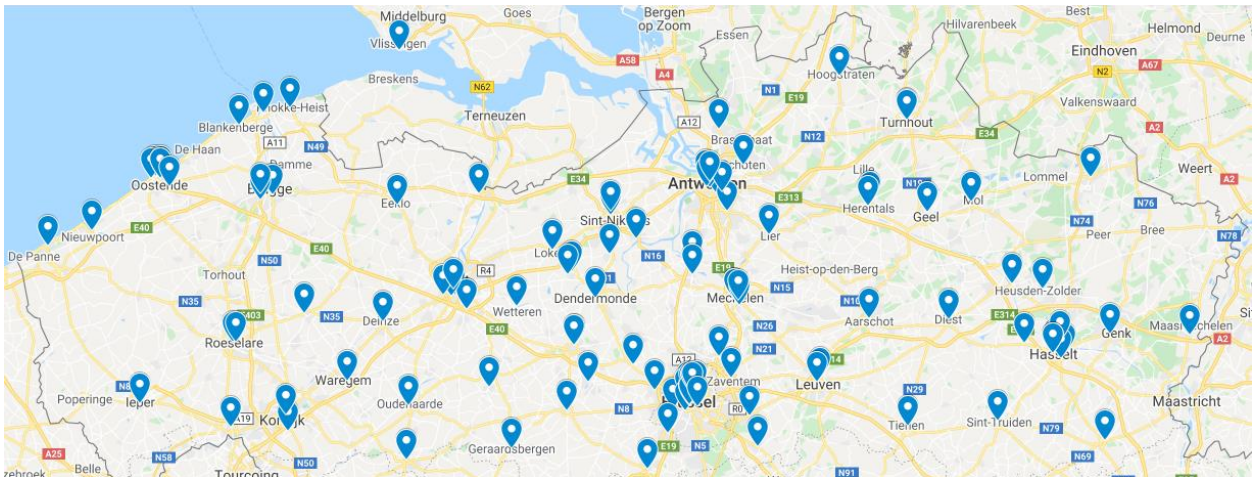 Middelburg
Goes
Bergen
op Zoom
Essen
Hilvarenbeek
Best
Helmond
Deurne
Vlissingen
A58
A4
Hoogstraten
Eindhoven
A67
N2
Breskens
N62
N1
E19
Valkenswaard
Knokke-Heist
Terneuzen
A12
Turnhout
Blankenberge
A11
N49
N12
E34
A2
De Haan
Damme
Lille
Lommel
Weert
Oostende
Antwerpen
E34
E313
A2
Eeklo
Sint-Niklaas
Herentals
Geel
Mol
N74
N76
Nieuwpoort
E40
Lier
Peer
Bree
N78
De Panne
E40
N16
Torhout
N50
R4
E19
Heist-op-den-Berg
Heusden-Zolder
N35
Dendermonde
Mechelen
N15
N35
Deinze
Wetteren
Aarschot
Diest
E314
Genk
Roeselare
E40
N26
Hasselt
A2
N21
Waregem
A12
Zaventem
Leuven
Poperinge
Ieper
Oudenaarde
Brussel
N29
Maastricht
A19
Kortrijk
N8
R0
Tienen
Sint-Truiden
N79
Geraardsbergen
E19
N5
A25
Belle
N58
N50
N91
N69
Tourcoing